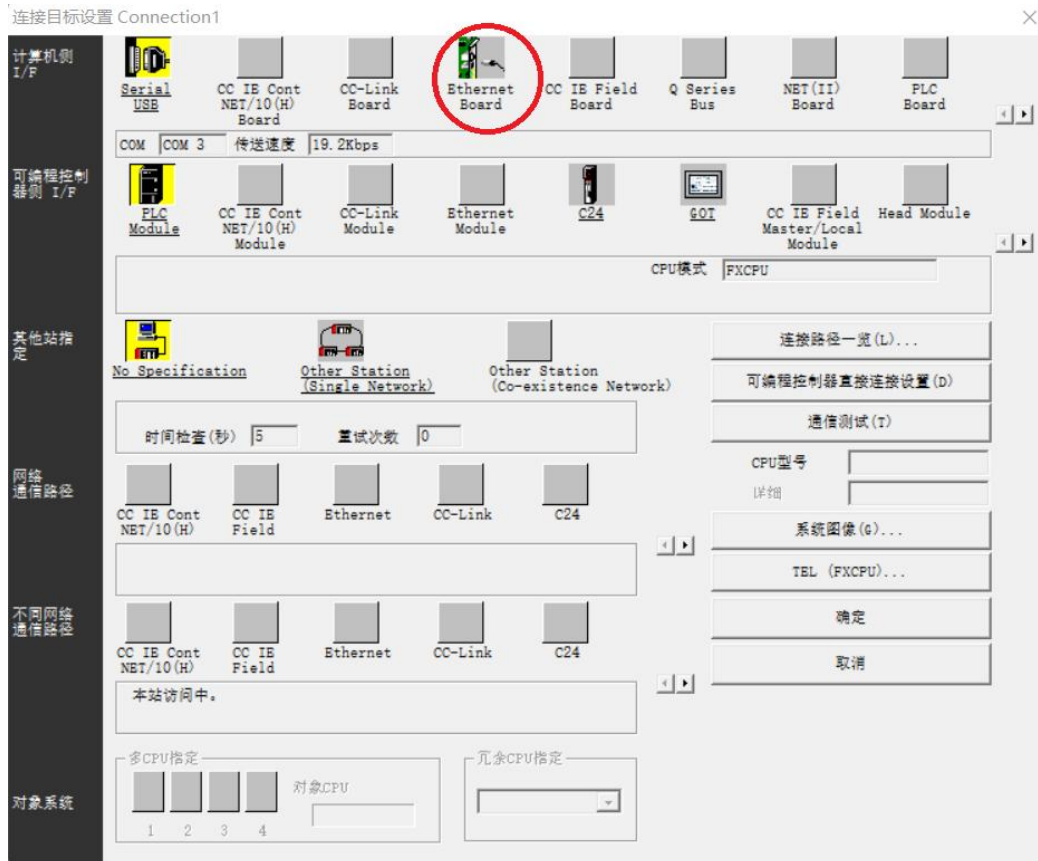 连接目标设置 Connection1
计算机侧
I/F
Serial
USB
CC IE Cont
NET/10(H)
Board
CC-Link
Board
Ethernet
Board
CC IE Field
Board
Q Series
Bus
NET(II)
Board
PLC
Board
COM COM 3 传送速度 19.2Kbps
可编程控制
器侧 I/F
PLC
Module
CC IE Cont
NET/10(H)
Module
CC-Link
Module
Ethernet
Module
C24
GOT
CC IE Field
Master/Local
Module
Head Module
CPU模式 FXCPU
其他站指
定
No Specification
Other Station
(Single Network)
Other Station
(Co-existence Network)
时间检查(秒) 5 重试次数 0
连接路径一览(L)...
可编程控制器直接连接设置(D)
通信测试(T)
CPU型号
详细
系统图像(G)...
TEL (FXCPU)...
确定
取消
网络
通信路径
CC IE Cont
NET/10(H)
CC IE
Field
Ethernet
CC-Link
C24
不同网络
通信路径
CC IE Cont
NET/10(H)
CC IE
Field
Ethernet
CC-Link
C24
本站访问中。
对象系统
多CPU指定
1 2 3 4
对象CPU
冗余CPU指定